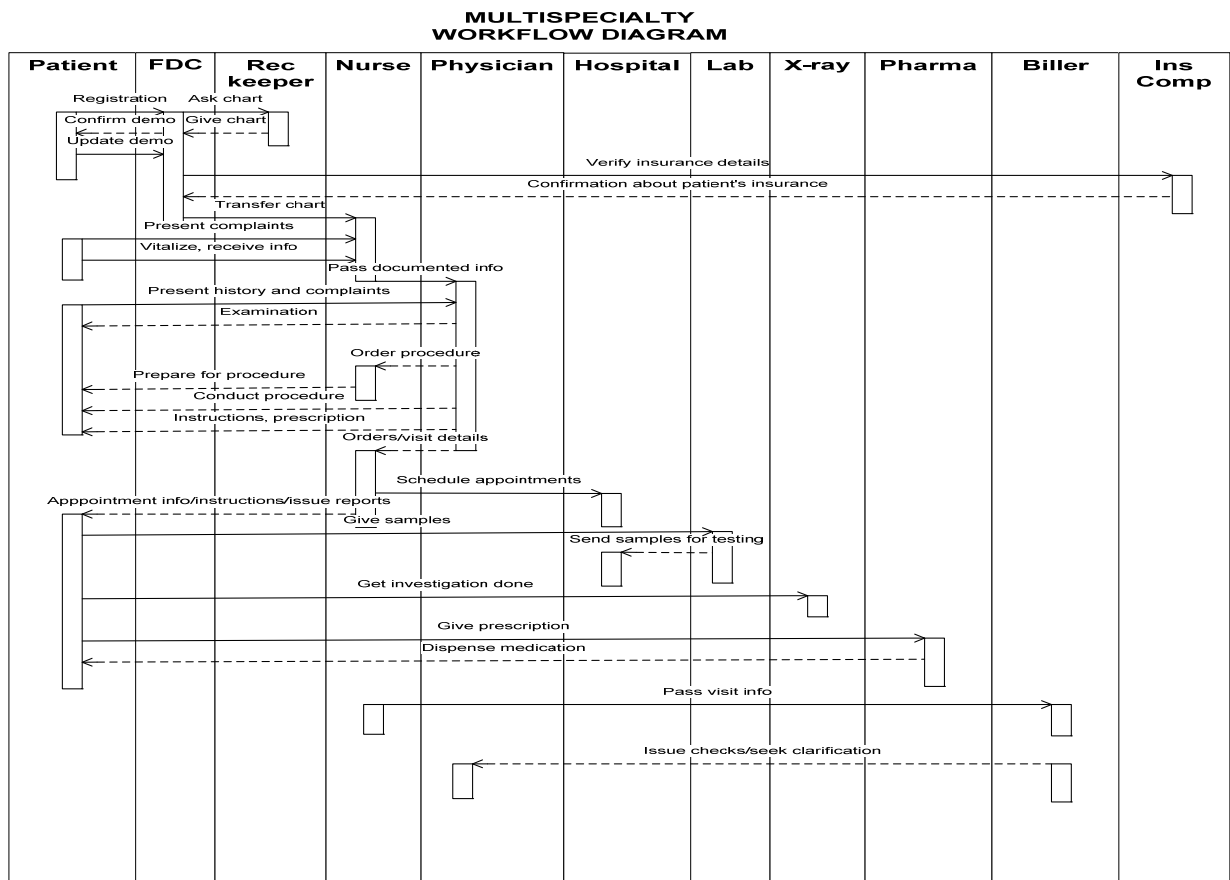 MULTISPECIALTY
WORKFLOW DIAGRAM
Patient FDC Rec keeper Nurse Physician Hospital Lab X-ray Pharma Biller Ins Comp
Registration Ask chart
Confirm demo Give chart
Update demo
Verify insurance details
Confirmation about patient's insurance
Transfer chart
Present complaints
Vitalize, receive info
Pass documented info
Present history and complaints
Examination
Order procedure
Prepare for procedure
Conduct procedure
Instructions, prescription
Orders/visit details
Schedule appointments
Apppointment info/instructions/issue reports
Give samples
Send samples for testing
Get investigation done
Give prescription
Dispense medication
Pass visit info
Issue checks/seek clarification